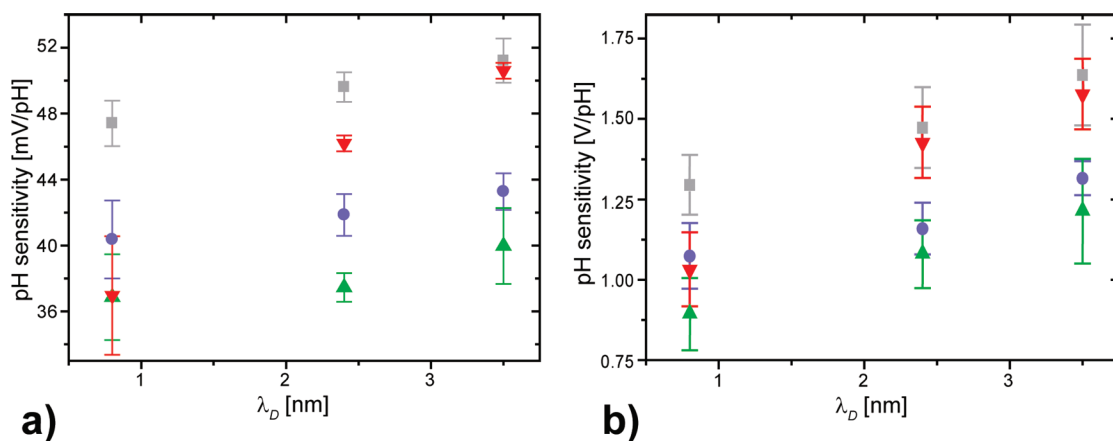 52
48
44
40
36
pH sensitivity [mV/pH]
1
2
3
λD [nm]
a)
1.75
1.50
1.25
1.00
0.75
pH sensitivity [V/pH]
1
2
3
λD [nm]
b)